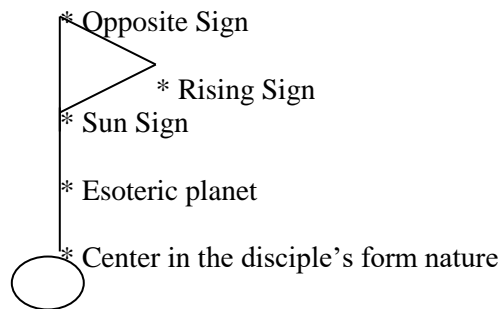 * Opposite Sign
* Rising Sign
* Sun Sign
* Esoteric planet
* Center in the disciple’s form nature